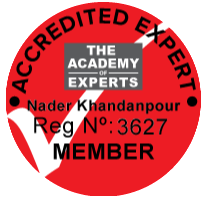 • ACCREDITED EXPERT •
THE
ACADEMY
OF
EXPERTS
Nader Khandanpour
Reg Nº: 3627
MEMBER